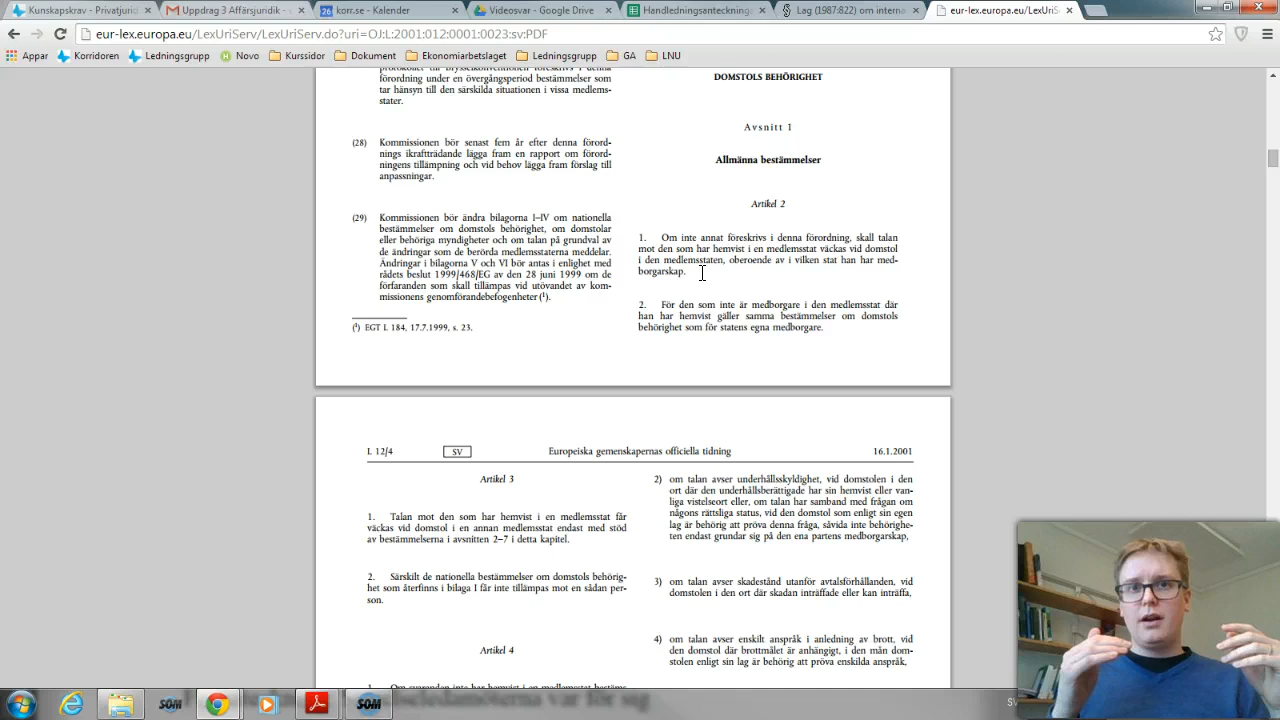 Kunskapskrav - Privatjuri
Uppdrag 3 Affärsjuridik -
korr.se - Kalender
Videosvar - Google Drive
Handledningsanteckning
Lag (1987:822) om interna
eur-lex.europa.eu/LexUriSe
eur-lex.europa.eu/LexUriServ/LexUriServ.do?uri=OJ:L:2001:012:0001:0023:sv:PDF
Appar
Korridoren
Ledningsgrupp
Novo
Kurssidor
Dokument
Ekonomiarbetslaget
Ledningsgrupp
GA
LNU
förordning under en övergångsperiod bestämmelser som
tar hänsyn till den särskilda situationen i vissa medlems-
stater.
(28) Kommissionen bör senast fem år efter denna förord-
nings ikraftträdande lägga fram en rapport om förord-
ningens tillämpning och vid behov lägga fram förslag till
anpassningar.
(29) Kommissionen bör ändra bilagorna I–IV om nationella
bestämmelser om domstols behörighet, om domstolar
eller behöriga myndigheter och om talan på grundval av
de ändringar som de berörda medlemsstaterna meddelar.
Ändringar i bilagorna V och VI bör antas i enlighet med
rådets beslut 1999/468/EG av den 28 juni 1999 om de
förfaranden som skall tillämpas vid utövandet av kom-
missionens genomförandebefogenheter (¹).
(¹) EGT L 184, 17.7.1999, s. 23.
DOMSTOLS BEHÖRIGHET
Avsnitt 1
Allmänna bestämmelser
Artikel 2
1. Om inte annat föreskrivs i denna förordning, skall talan
mot den som har hemvist i en medlemsstat väckas vid domstol
i den medlemsstaten, oberoende av i vilken stat han har med-
borgarskap.
2. För den som inte är medborgare i den medlemsstat där
han har hemvist gäller samma bestämmelser om domstols
behörighet som för statens egna medborgare.
L 12/4 SV Europeiska gemenskapernas officiella tidning 16.1.2001
Artikel 3
1. Talan mot den som har hemvist i en medlemsstat får
väckas vid domstol i en annan medlemsstat endast med stöd
av bestämmelserna i avsnitten 2–7 i detta kapitel.
2. Särskilt de nationella bestämmelser om domstols behörig-
het som återfinns i bilaga I får inte tillämpas mot en sådan per-
son.
Artikel 4
2) om talan avser underhållsskyldighet, vid domstolen i den
ort där den underhållsberättigade har sin hemvist eller van-
liga vistelseort eller, om talan har samband med frågan om
någons rättsliga status, vid den domstol som enligt sin egen
lag är behörig att pröva denna fråga, såvida inte behörighe-
ten endast grundar sig på den ena partens medborgarskap,
3) om talan avser skadestånd utanför avtalsförhållanden, vid
domstolen i den ort där skadan inträffade eller kan inträffa,
4) om talan avser enskilt anspråk i anledning av brott, vid
den domstol där brottmålet är anhängigt, i den mån dom-
stolen enligt sin lag är behörig att pröva enskilda anspråk,
SOM
SOM
var för sig
SV